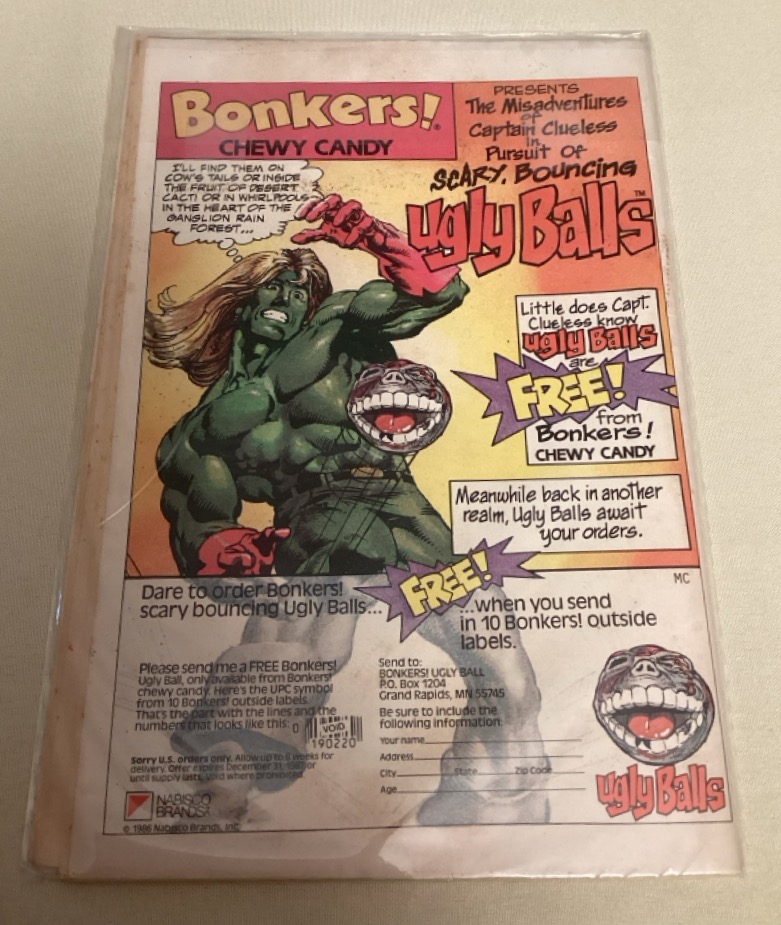 Bonkers!®
CHEWY CANDY
PRESENTS
The Misadventures
of
Captain Clueless
in
Pursuit Of
SCARY, Bouncing
Ugly Balls™
I'LL FIND THEM ON
COW'S TAILS OR INSIDE
THE FRUIT OF DESERT
CACTI OR IN WHIRLPOOLS
IN THE HEART OF THE
GANGLION RAIN
FOREST...
Little does Capt.
Clueless know
ugly Balls
are
FREE!
from
Bonkers!
CHEWY CANDY
Meanwhile back in another
realm, Ugly Balls await
your orders.
MC
Dare to order Bonkers!
scary bouncing Ugly Balls...
FREE!
...when you send
in 10 Bonkers! outside
labels.
Please send me a FREE Bonkers!
Ugly Ball, only available from Bonkers!
chewy candy. Here's the UPC symbol
from 10 Bonkers! outside labels.
That's the part with the lines and the
numbers that looks like this: 0
VOID
190220
Sorry U.S. orders only. Allow up to 8 weeks for
delivery. Offer expires December 31, or
until supply lasts. Void where prohibited.
NABISCO
BRANDS
© 1986 Nabisco Brands, Inc.
Send to:
BONKERS! UGLY BALL
P.O. Box 1204
Grand Rapids, MN 55745
Be sure to include the
following information:
Your name
Address
City State Zip Code
Age
ugly Balls